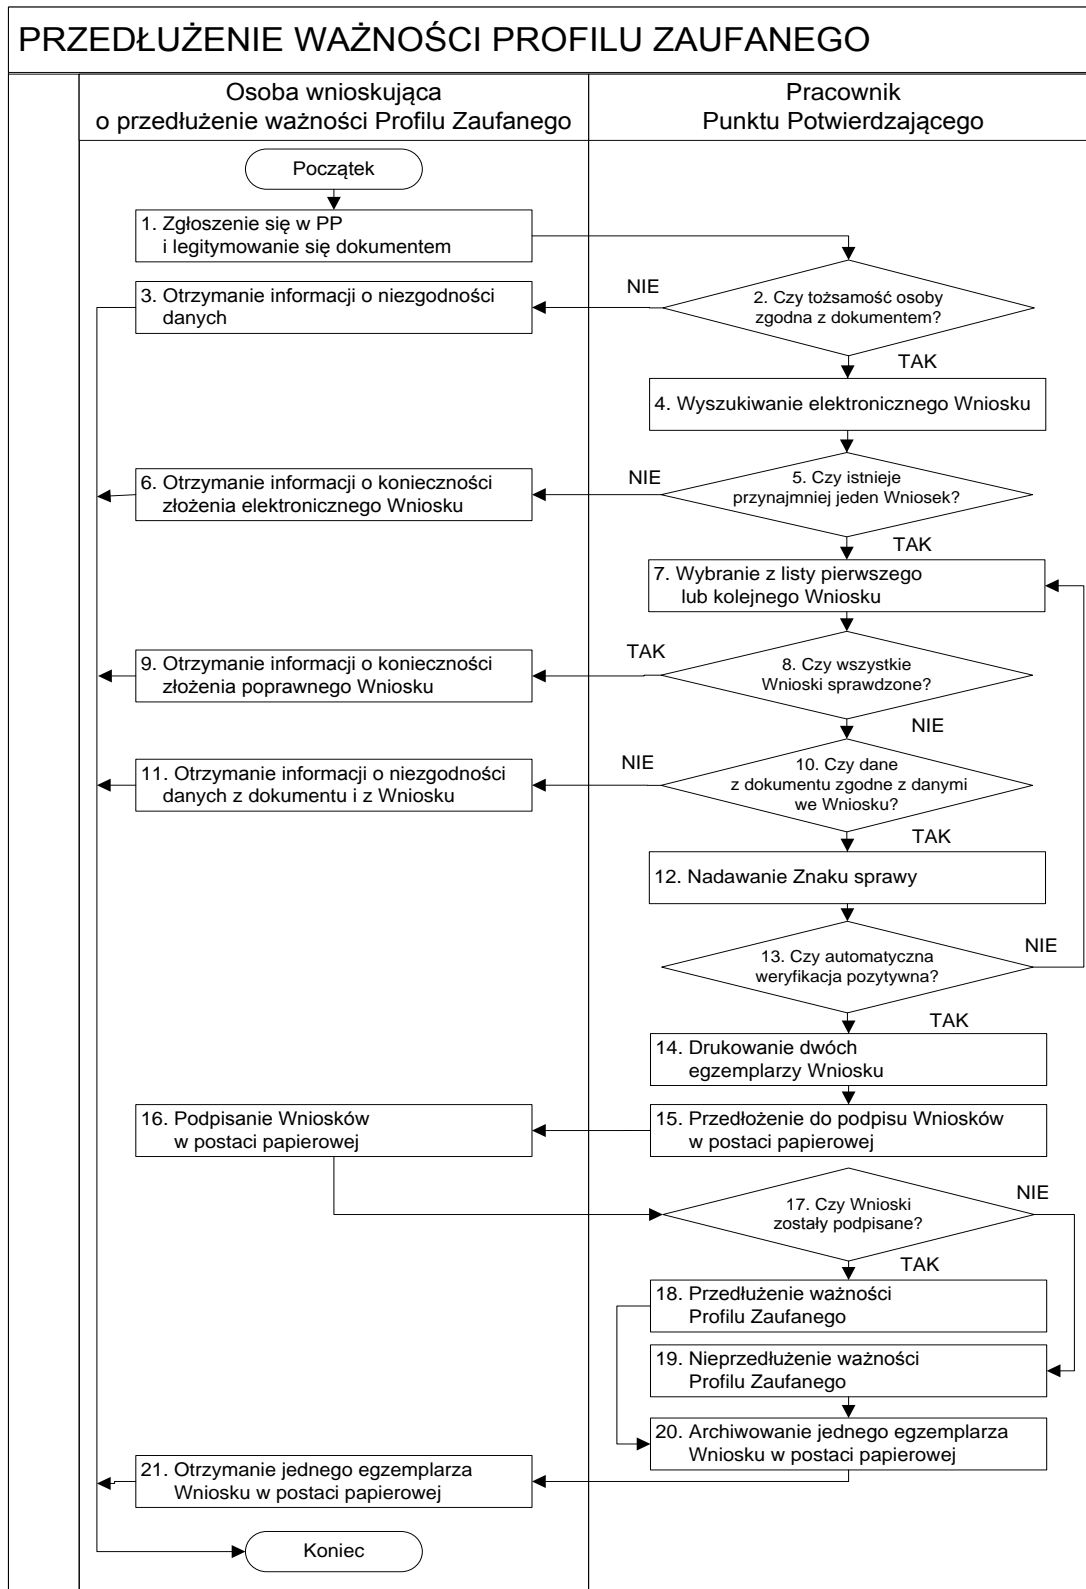 PRZEDŁUŻENIE WAŻNOŚCI PROFILU ZAUFANEGO
Osoba wnioskująca
o przedłużenie ważności Profilu Zaufanego
Pracownik
Punktu Potwierdzającego
Początek
1. Zgłoszenie się w PP
i legitymowanie się dokumentem
2. Czy tożsamość osoby
zgodna z dokumentem?
NIE
3. Otrzymanie informacji o niezgodności
danych
TAK
4. Wyszukiwanie elektronicznego Wniosku
5. Czy istnieje
przynajmniej jeden Wniosek?
NIE
6. Otrzymanie informacji o konieczności
złożenia elektronicznego Wniosku
TAK
7. Wybranie z listy pierwszego
lub kolejnego Wniosku
8. Czy wszystkie
Wnioski sprawdzone?
TAK
9. Otrzymanie informacji o konieczności
złożenia poprawnego Wniosku
NIE
10. Czy dane
z dokumentu zgodne z danymi
we Wniosku?
NIE
11. Otrzymanie informacji o niezgodności
danych z dokumentu i z Wniosku
TAK
12. Nadawanie Znaku sprawy
13. Czy automatyczna
weryfikacja pozytywna?
NIE
TAK
14. Drukowanie dwóch
egzemplarzy Wniosku
15. Przedłożenie do podpisu Wniosków
w postaci papierowej
16. Podpisanie Wniosków
w postaci papierowej
17. Czy Wnioski
zostały podpisane?
NIE
TAK
18. Przedłużenie ważności
Profilu Zaufanego
19. Nieprzedłużenie ważności
Profilu Zaufanego
20. Archiwowanie jednego egzemplarza
Wniosku w postaci papierowej
21. Otrzymanie jednego egzemplarza
Wniosku w postaci papierowej
Koniec